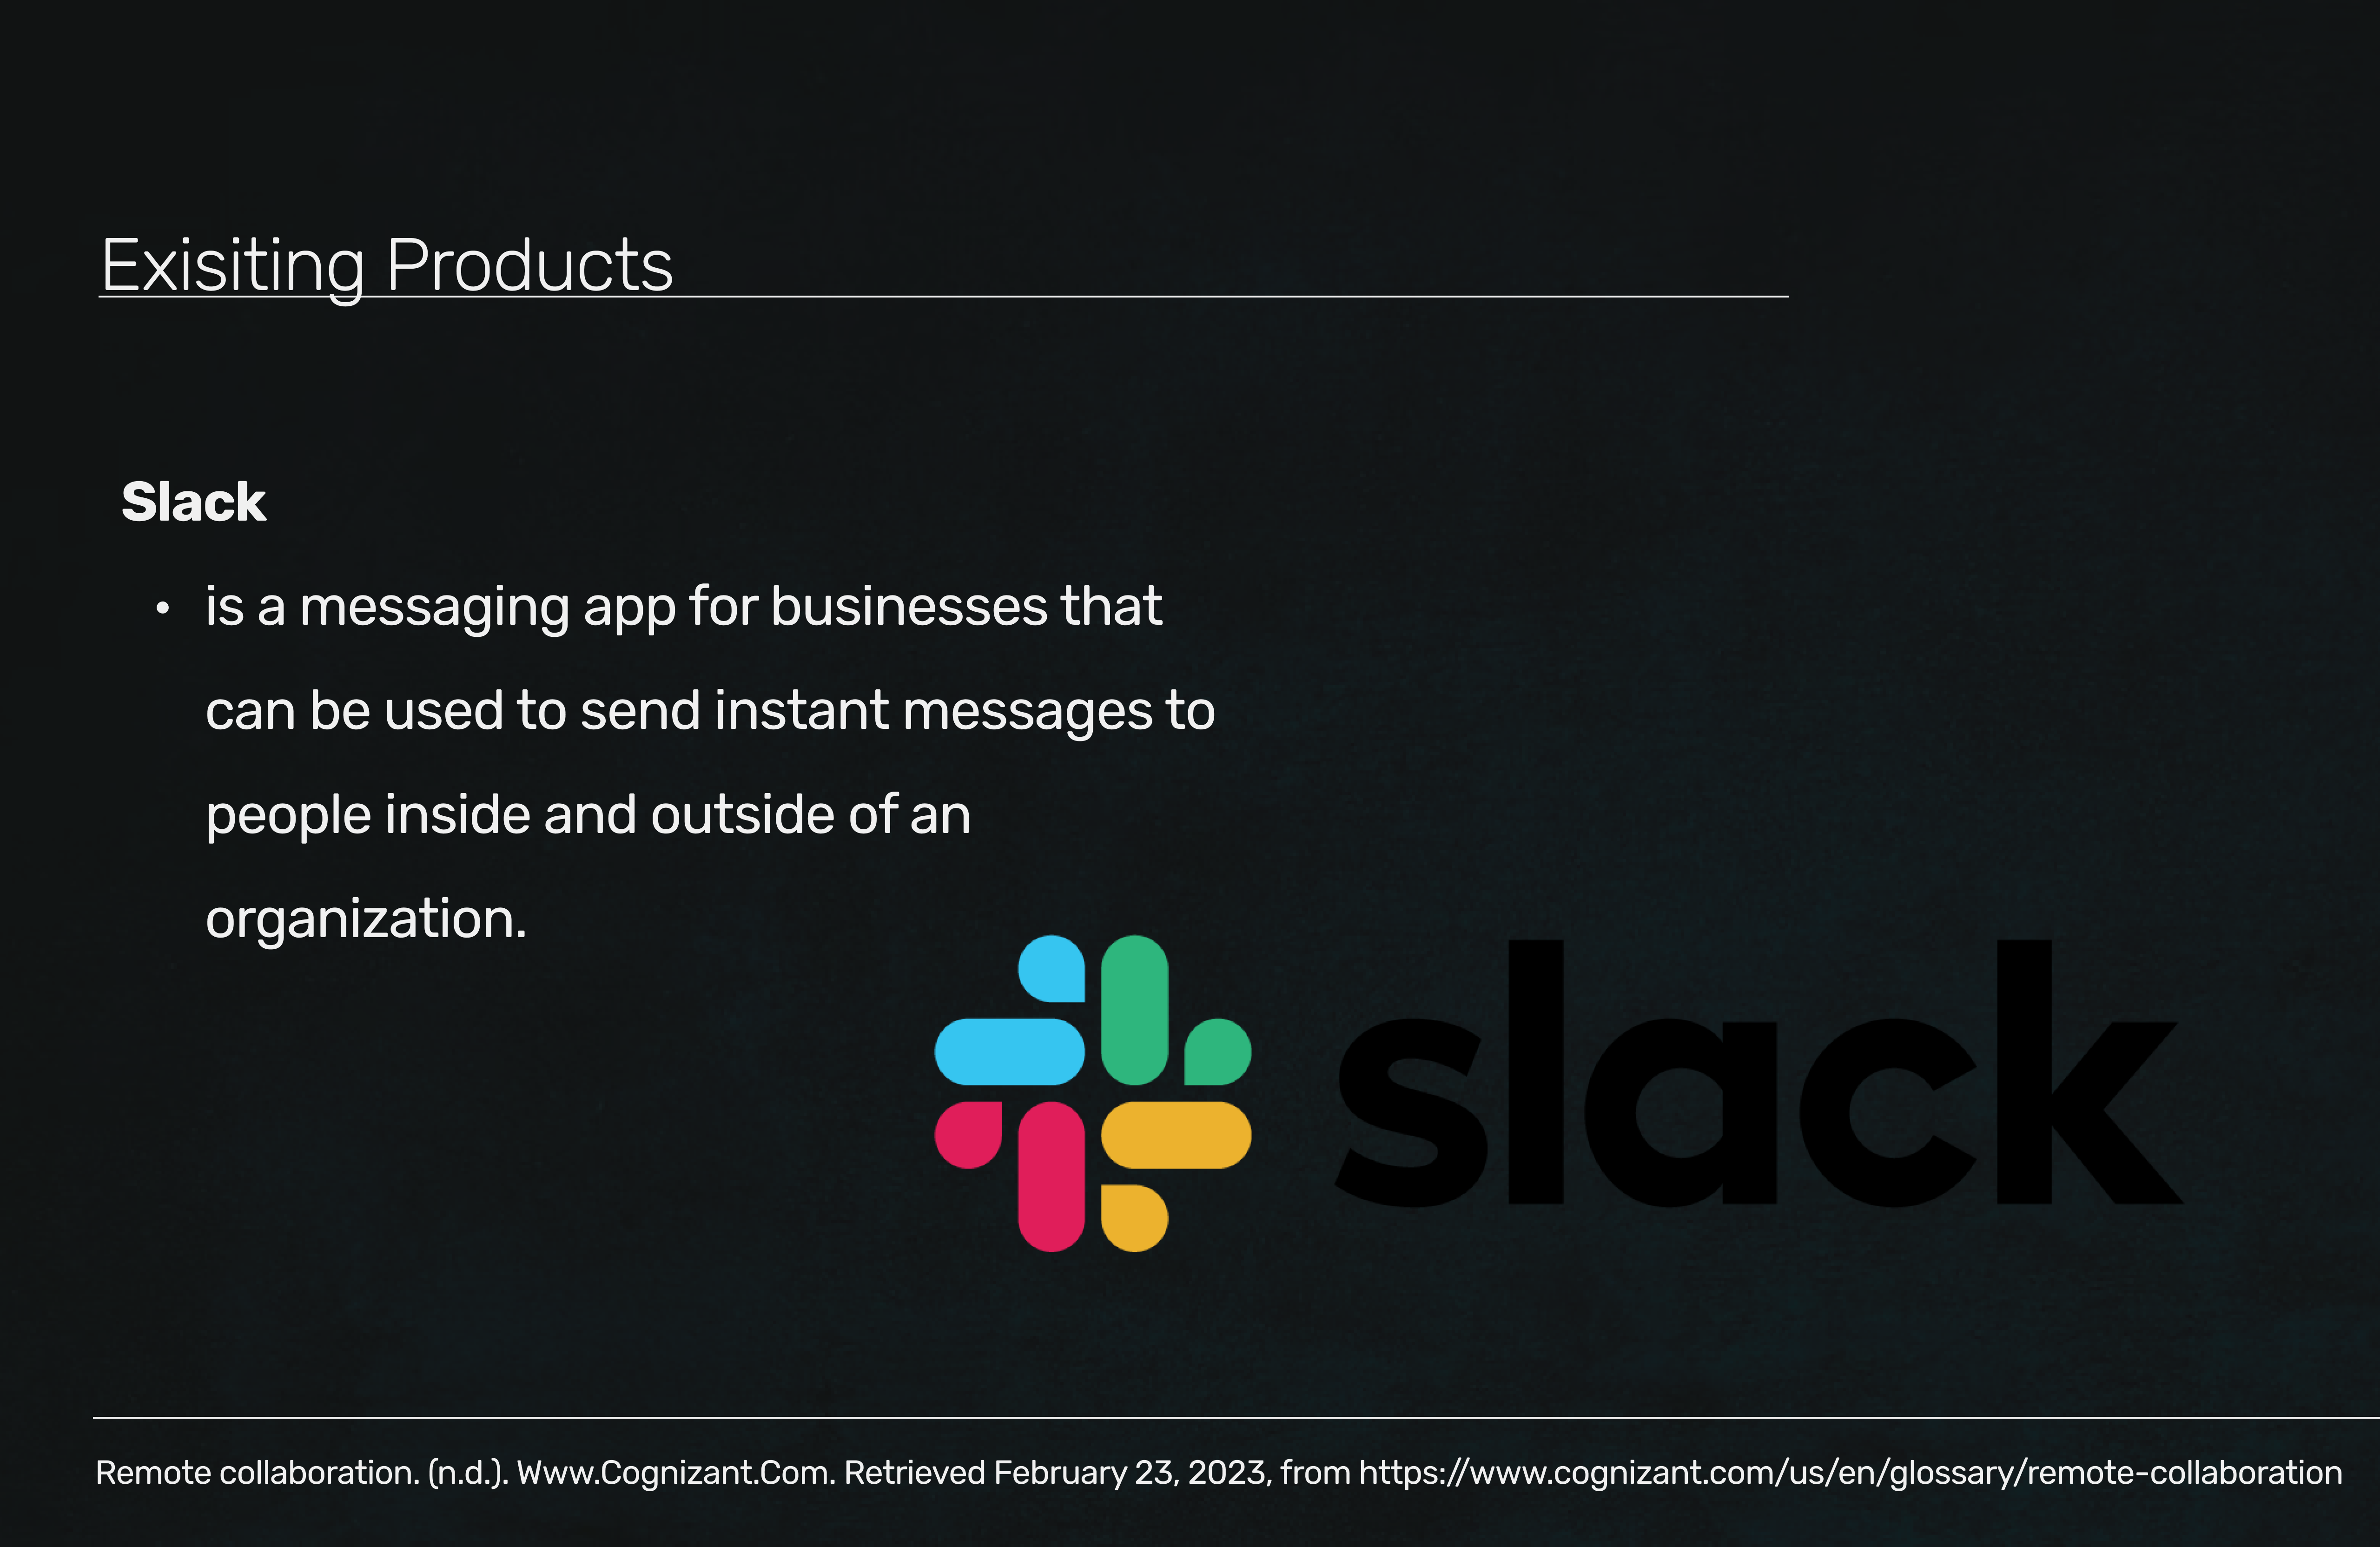 Exisiting Products
Slack
• is a messaging app for businesses that
can be used to send instant messages to
people inside and outside of an
organization.
slack
Remote collaboration. (n.d.). Www.Cognizant.Com. Retrieved February 23, 2023, from https://www.cognizant.com/us/en/glossary/remote-collaboration